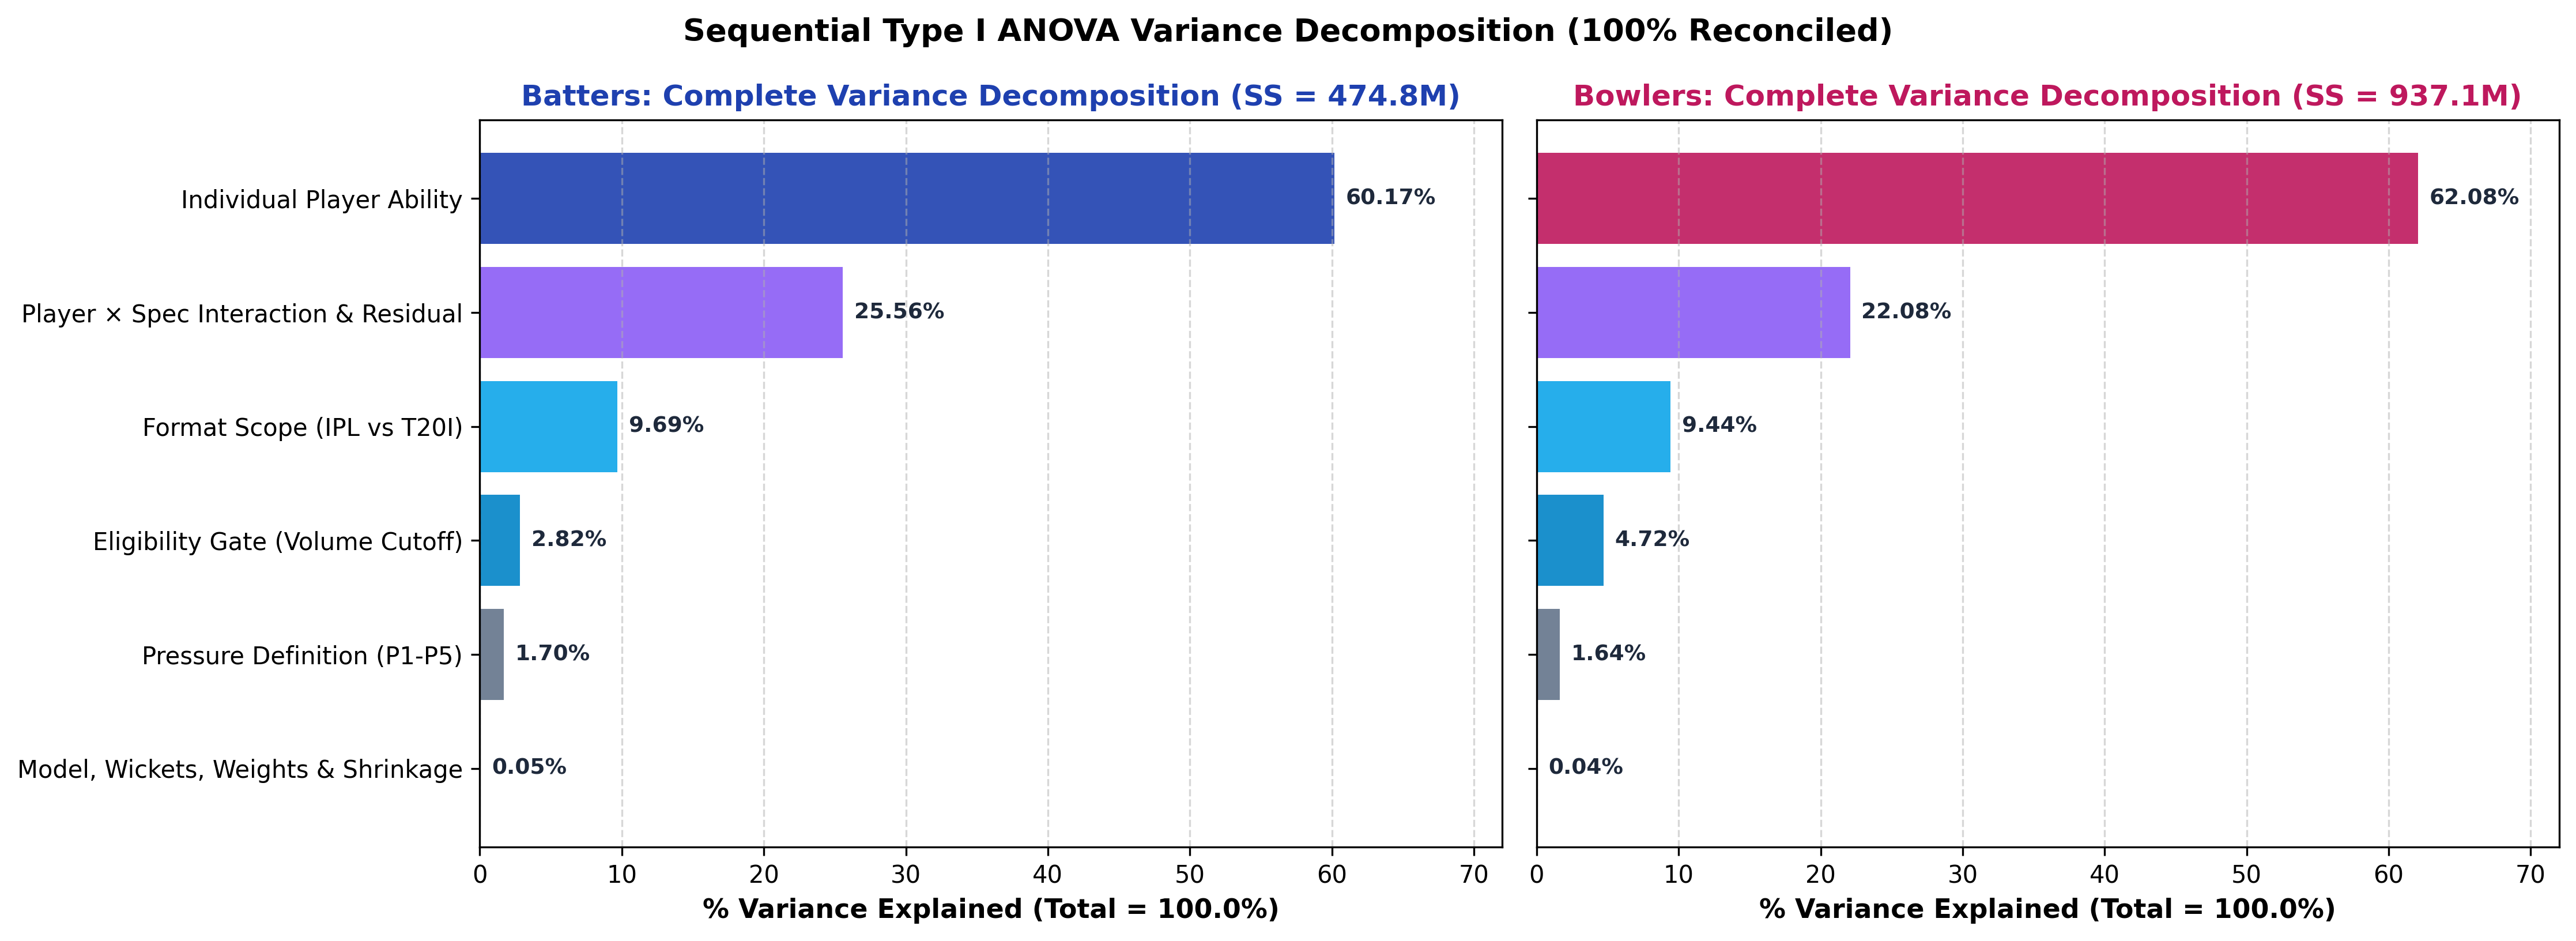 Sequential Type I ANOVA Variance Decomposition (100% Reconciled)
Batters: Complete Variance Decomposition (SS = 474.8M)
Individual Player Ability
60.17%
Player × Spec Interaction & Residual
25.56%
Format Scope (IPL vs T20I)
9.69%
Eligibility Gate (Volume Cutoff)
2.82%
Pressure Definition (P1-P5)
1.70%
Model, Wickets, Weights & Shrinkage
0.05%
0 10 20 30 40 50 60 70
% Variance Explained (Total = 100.0%)
Bowlers: Complete Variance Decomposition (SS = 937.1M)
62.08%
22.08%
9.44%
4.72%
1.64%
0.04%
0 10 20 30 40 50 60 70
% Variance Explained (Total = 100.0%)